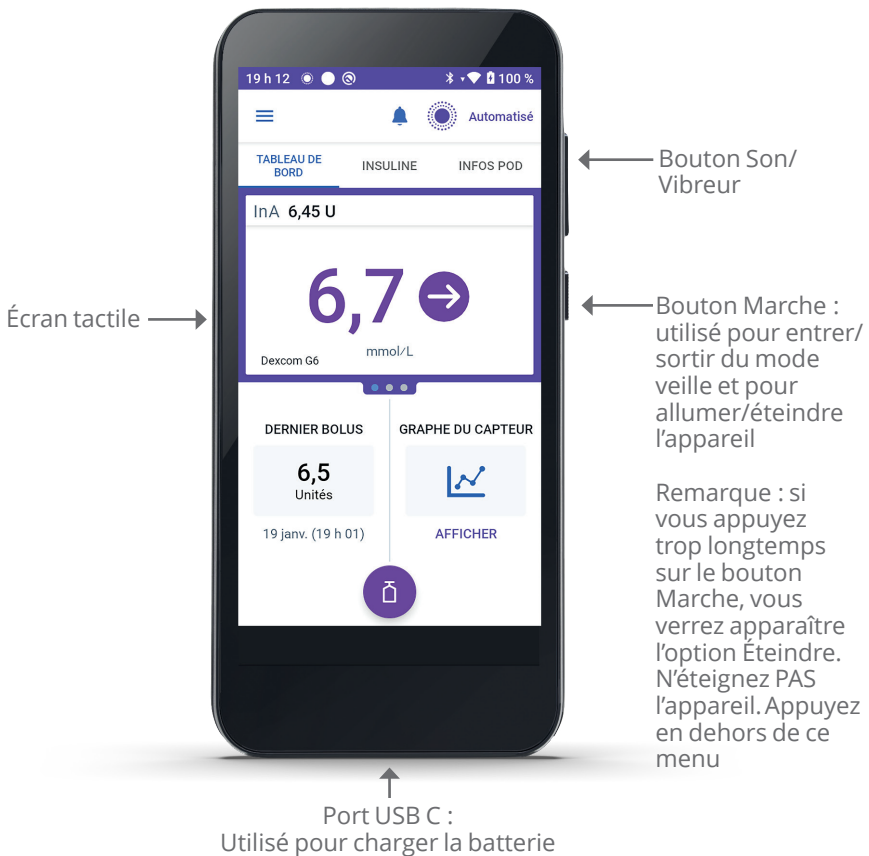 19 h 12
100 %
Automatisé
TABLEAU DE
BORD
INSULINE
INFOS POD
InA 6,45 U
6,7
mmol/L
Dexcom G6
DERNIER BOLUS
6,5
Unités
19 janv. (19 h 01)
GRAPHE DU CAPTEUR
AFFICHER
Écran tactile
Bouton Son/
Vibreur
Bouton Marche :
utilisé pour entrer/
sortir du mode
veille et pour
allumer/éteindre
l’appareil
Remarque : si
vous appuyez
trop longtemps
sur le bouton
Marche, vous
verrez apparaître
l’option Éteindre.
N’éteignez PAS
l’appareil. Appuyez
en dehors de ce
menu
Port USB C :
Utilisé pour charger la batterie